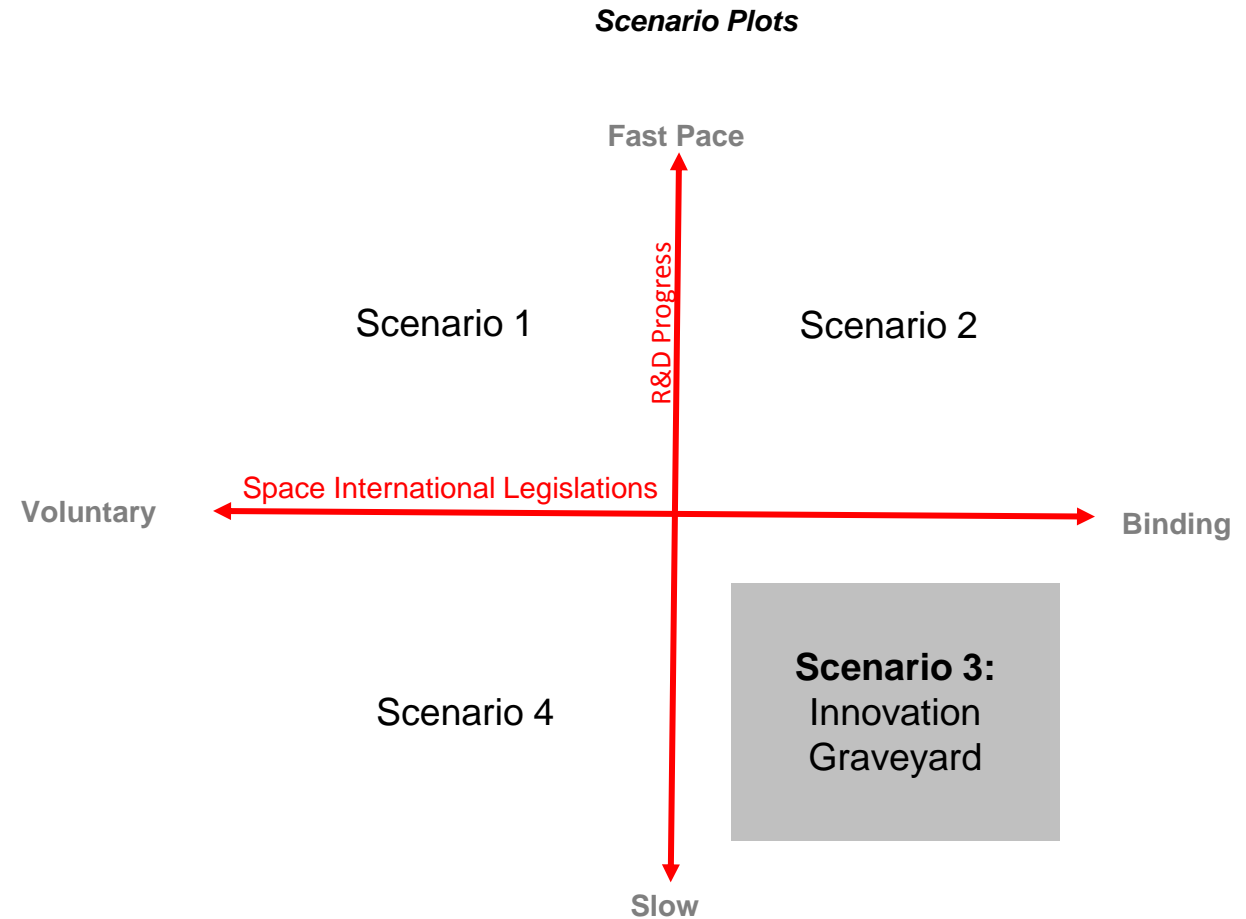 Scenario Plots
Fast Pace
R&D Progress
Scenario 1
Scenario 2
Space International Legislations
Voluntary
Binding
Scenario 3:
Innovation
Graveyard
Scenario 4
Slow